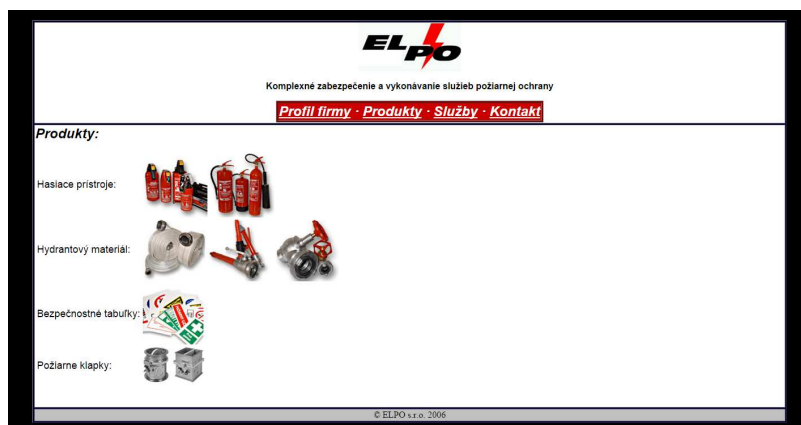 ELPO
Komplexné zabezpečenie a vykonávanie služieb požiarnej ochrany
Profil firmy · Produkty · Služby · Kontakt
Produkty:
Hasiace prístroje:
Hydrantový materiál:
Bezpečnostné tabuľky:
Požiarne klapky:
© ELPO s.r.o. 2006